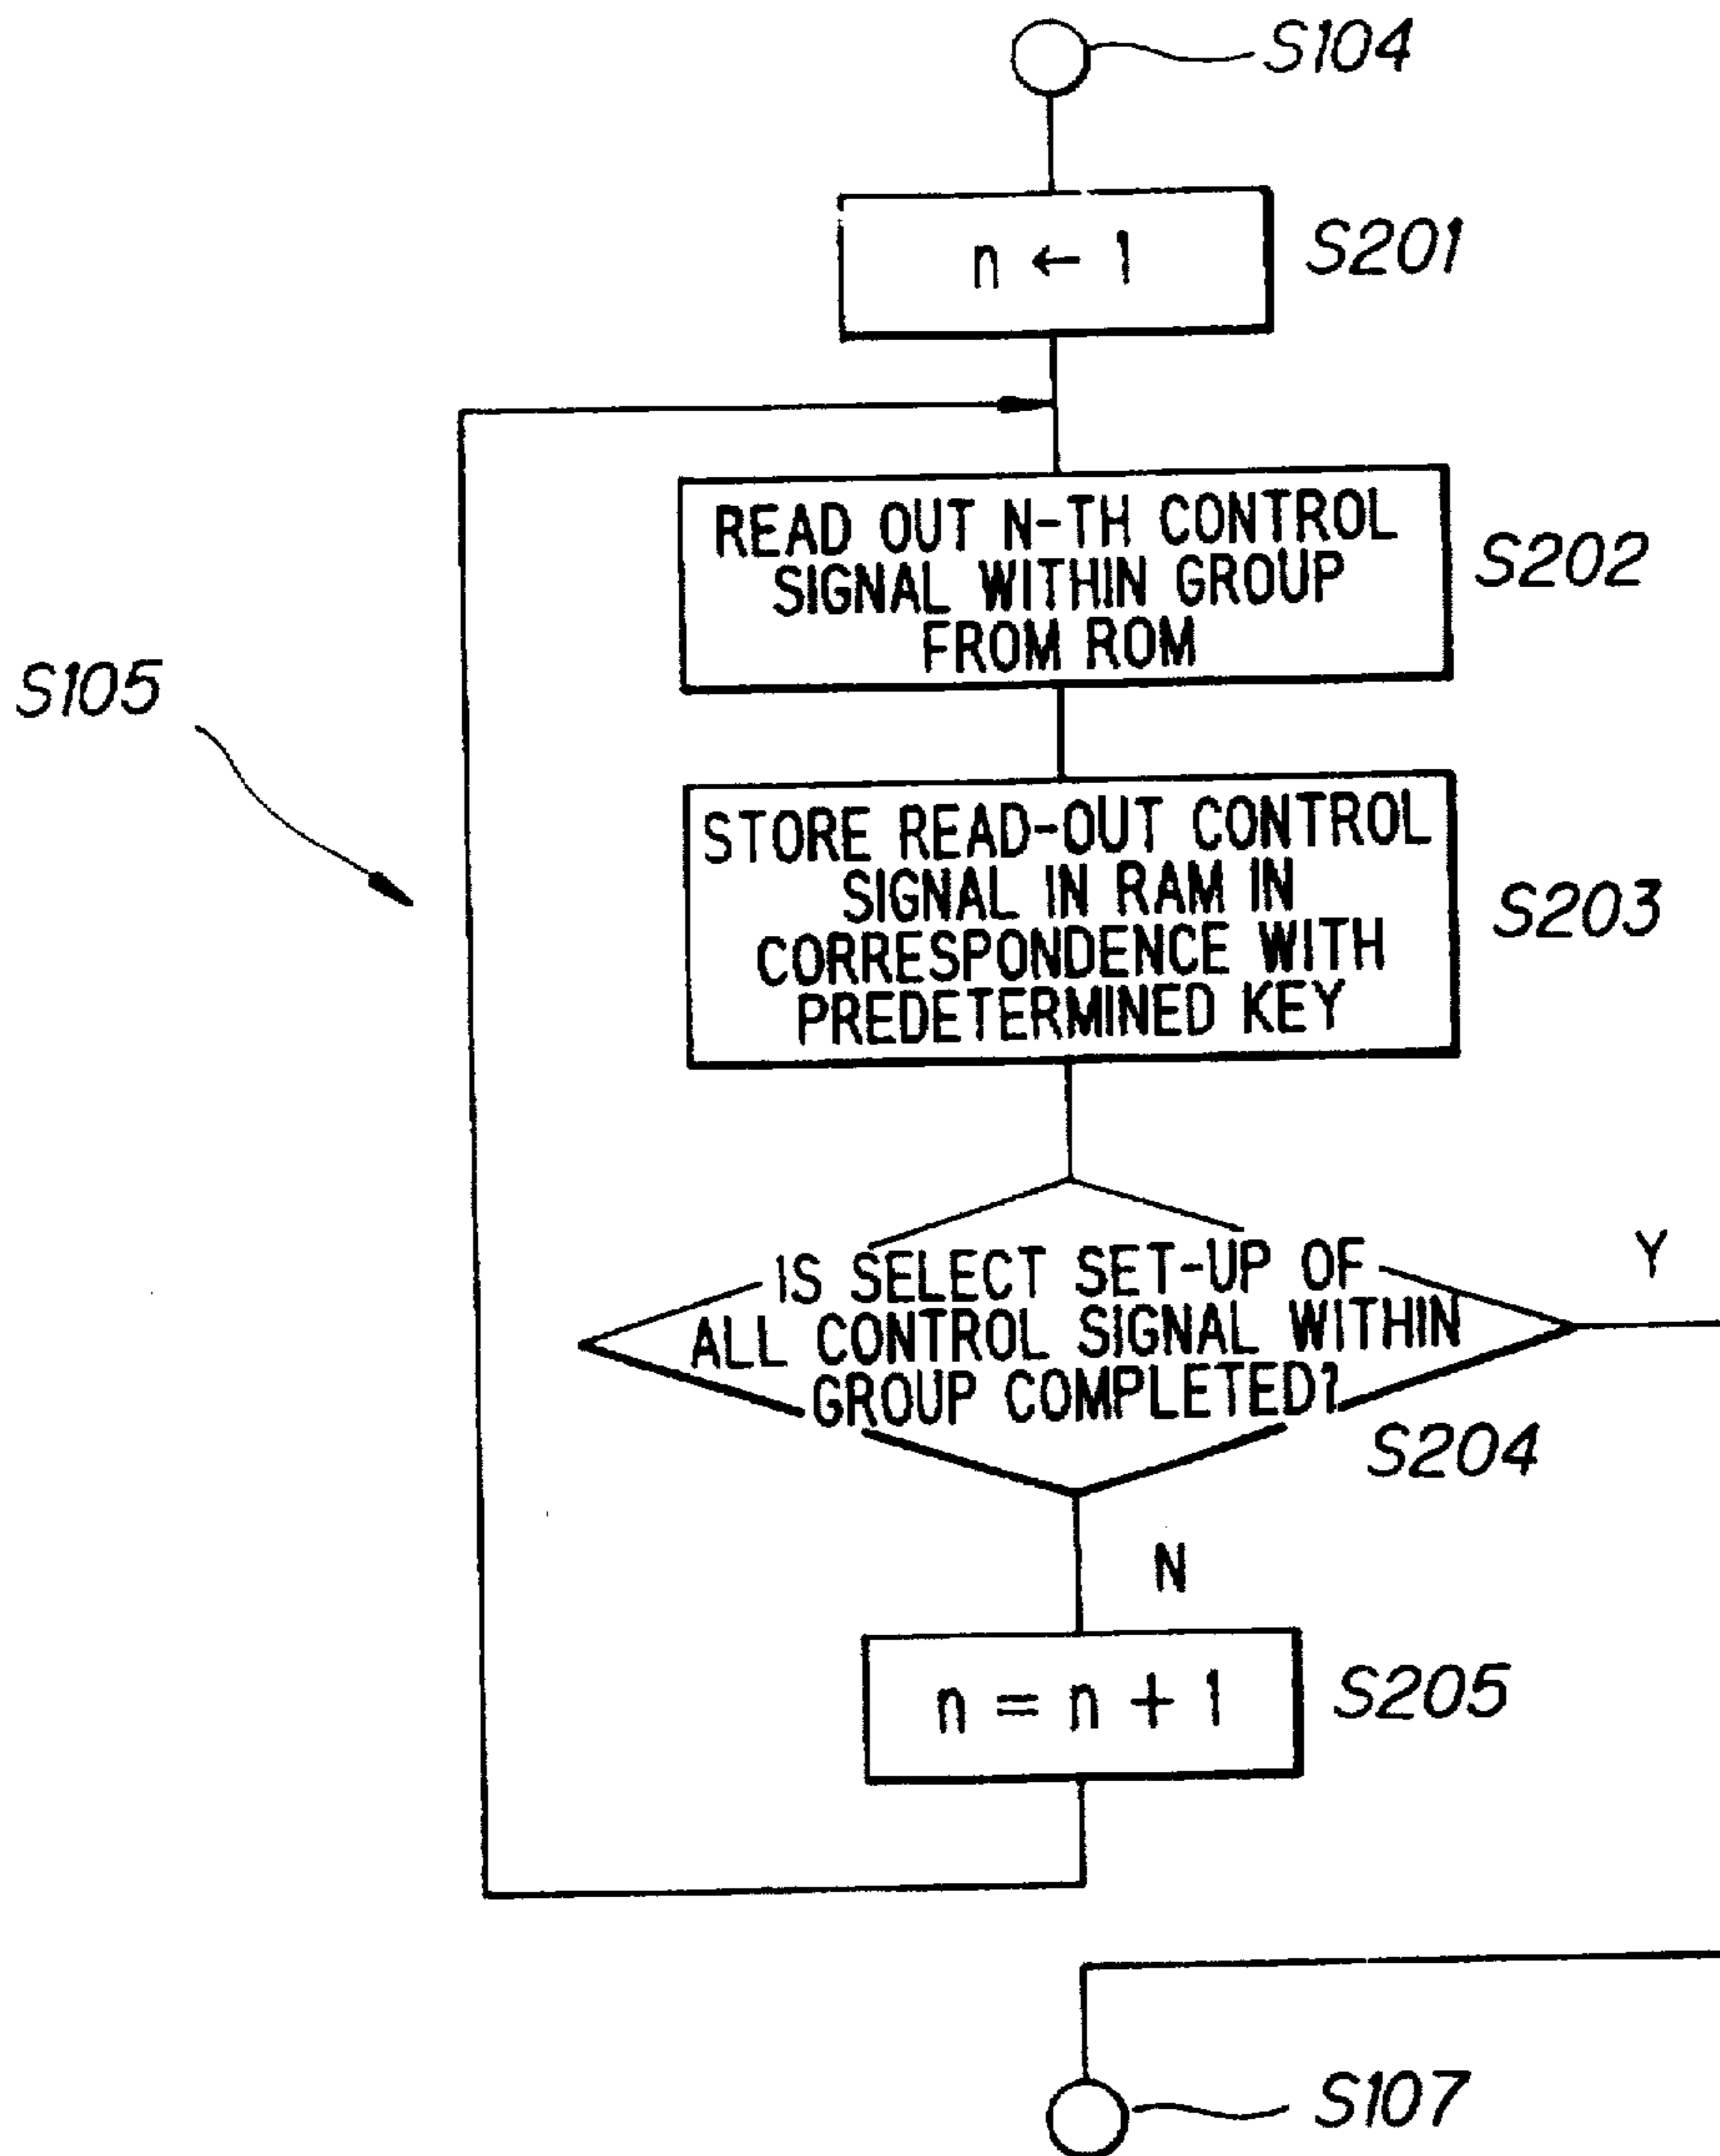 S104
n ← 1
S201
READ OUT N-TH CONTROL
SIGNAL WITHIN GROUP
FROM ROM
S202
S105
STORE READ-OUT CONTROL
SIGNAL IN RAM IN
CORRESPONDENCE WITH
PREDETERMINED KEY
S203
IS SELECT SET-UP OF
ALL CONTROL SIGNAL WITHIN
GROUP COMPLETED?
Y
S204
N
n = n + 1
S205
S107